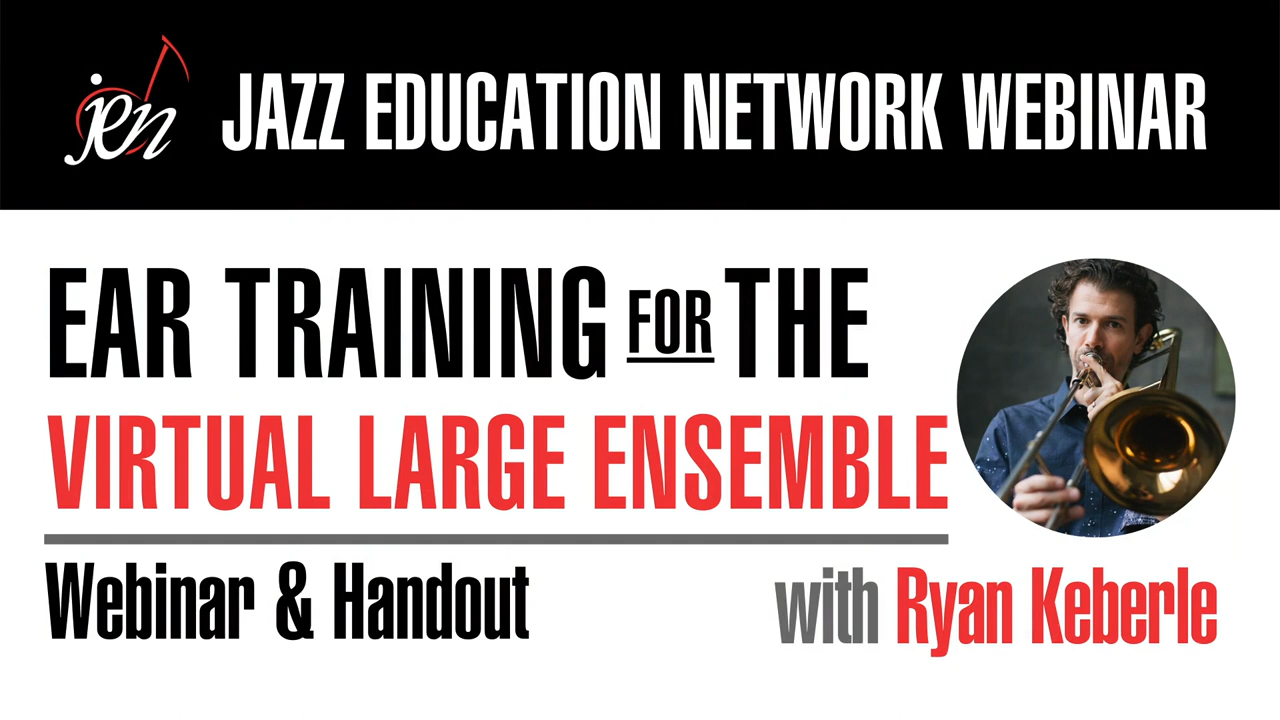 jen JAZZ EDUCATION NETWORK WEBINAR
EAR TRAINING FOR THE
VIRTUAL LARGE ENSEMBLE
Webinar & Handout
with Ryan Keberle